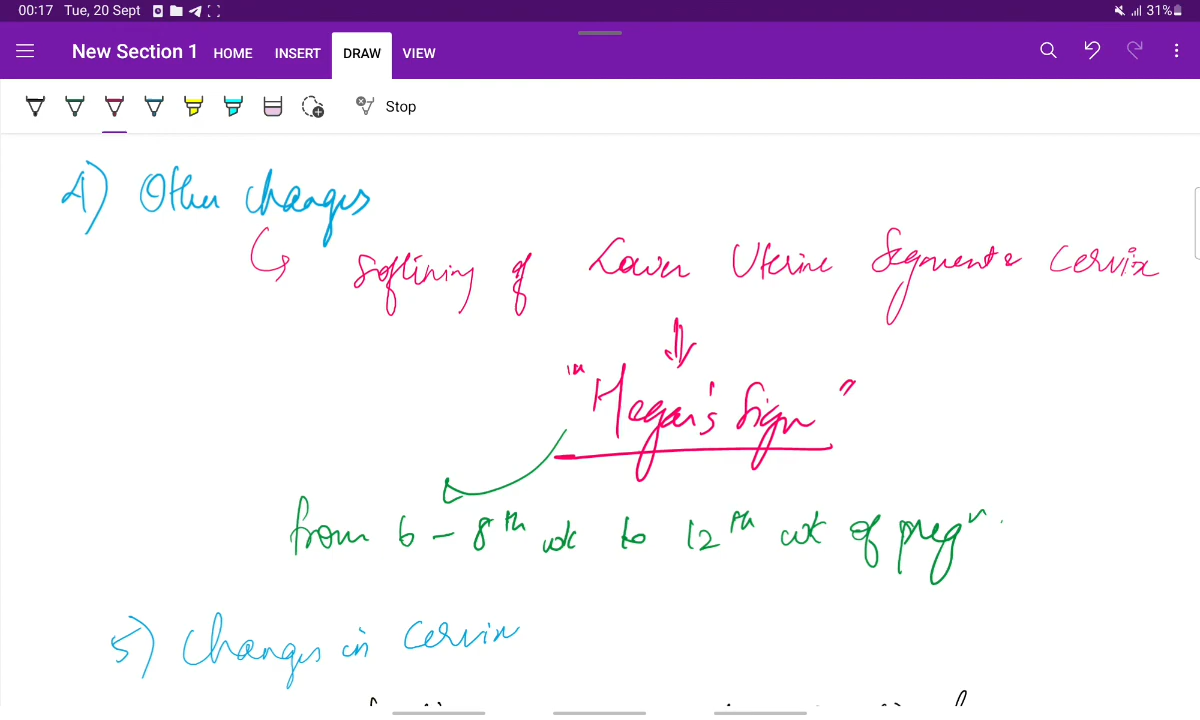 00:17 Tue, 20 Sept 31%
New Section 1 HOME INSERT DRAW VIEW
Stop
4) Other changes
Softining of Lower Uterine Segment & cervix
"Hegar's Sign"
from 6 - 8th wk to 12th wk of pregn.
5) Changes in cervix